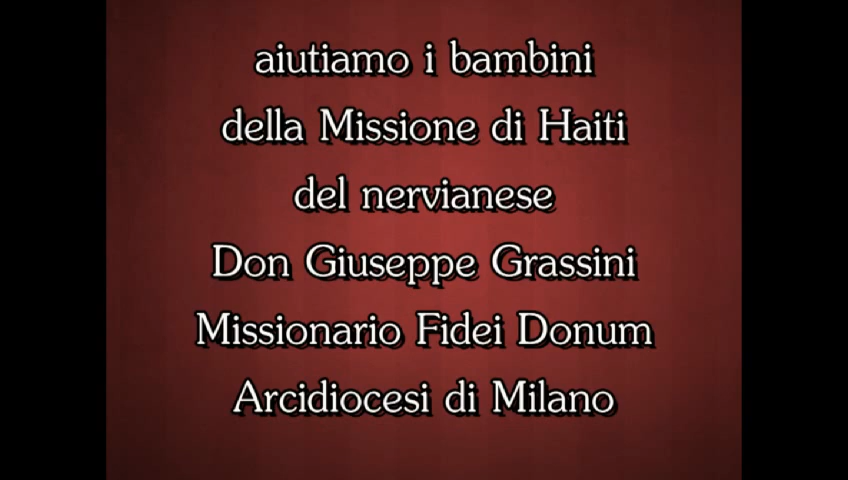 aiutiamo i bambini
della Missione di Haiti
del nervianese
Don Giuseppe Grassini
Missionario Fidei Donum
Arcidiocesi di Milano